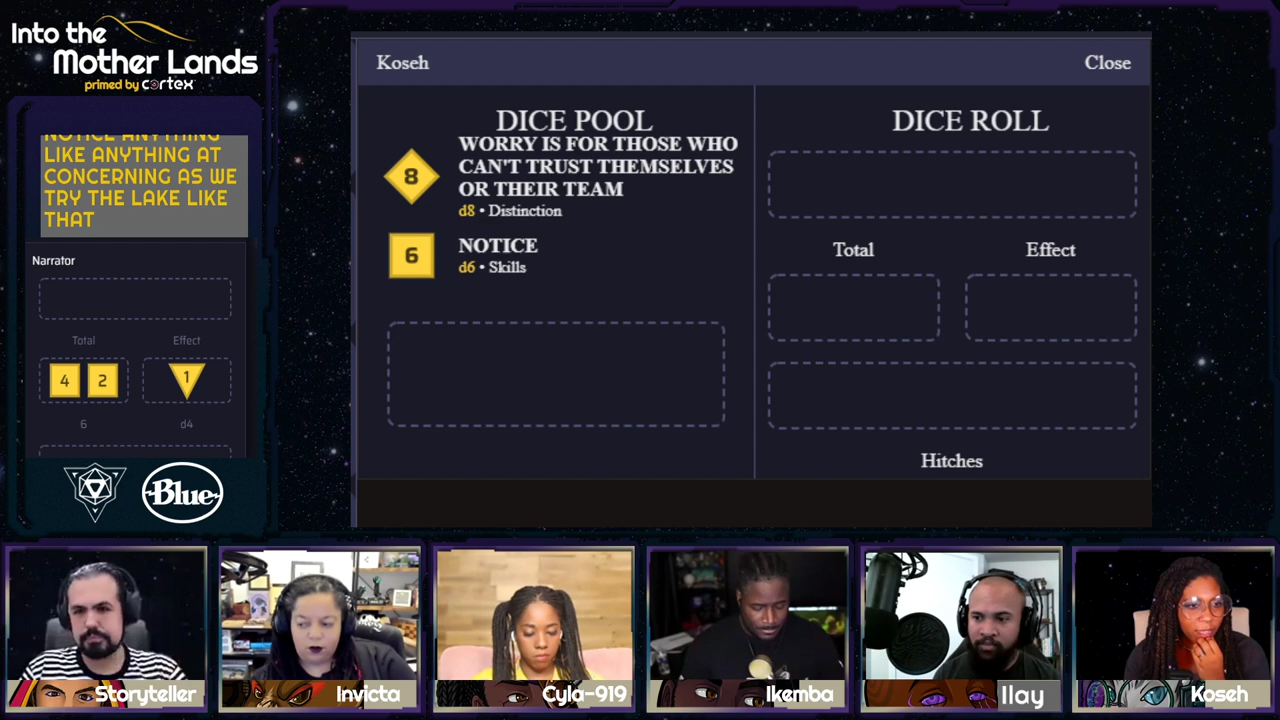 Into the
Mother Lands
primed by cortex
NOTICE ANYTHING
LIKE ANYTHING AT
CONCERNING AS WE
TRY THE LAKE LIKE
THAT
Narrator
Total
Effect
4
2
1
6
d4
Blue
Koseh
Close
DICE POOL
8
WORRY IS FOR THOSE WHO
CAN'T TRUST THEMSELVES
OR THEIR TEAM
d8 • Distinction
6
NOTICE
d6 • Skills
DICE ROLL
Total
Effect
Hitches
Storyteller
Invicta
Cyla-919
Ikemba
Ilay
Koseh